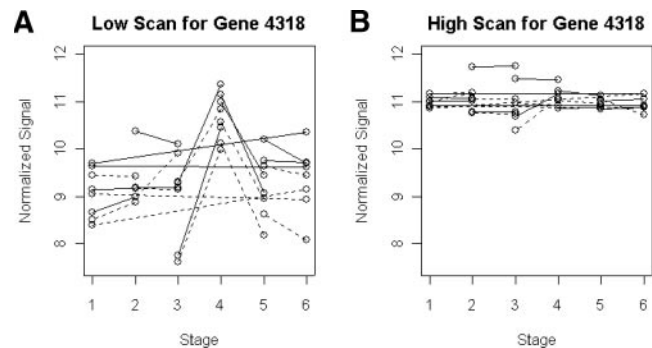 A
Low Scan for Gene 4318
Normalized Signal
12
11
10
9
8
1 2 3 4 5 6
Stage
B
High Scan for Gene 4318
Normalized Signal
12
11
10
9
8
1 2 3 4 5 6
Stage